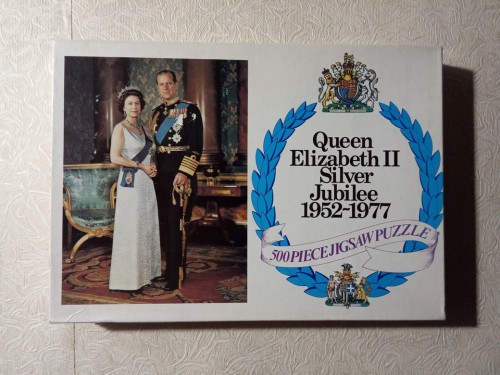 Queen
Elizabeth II
Silver
Jubilee
1952-1977
500 PIECE JIGSAW PUZZLE